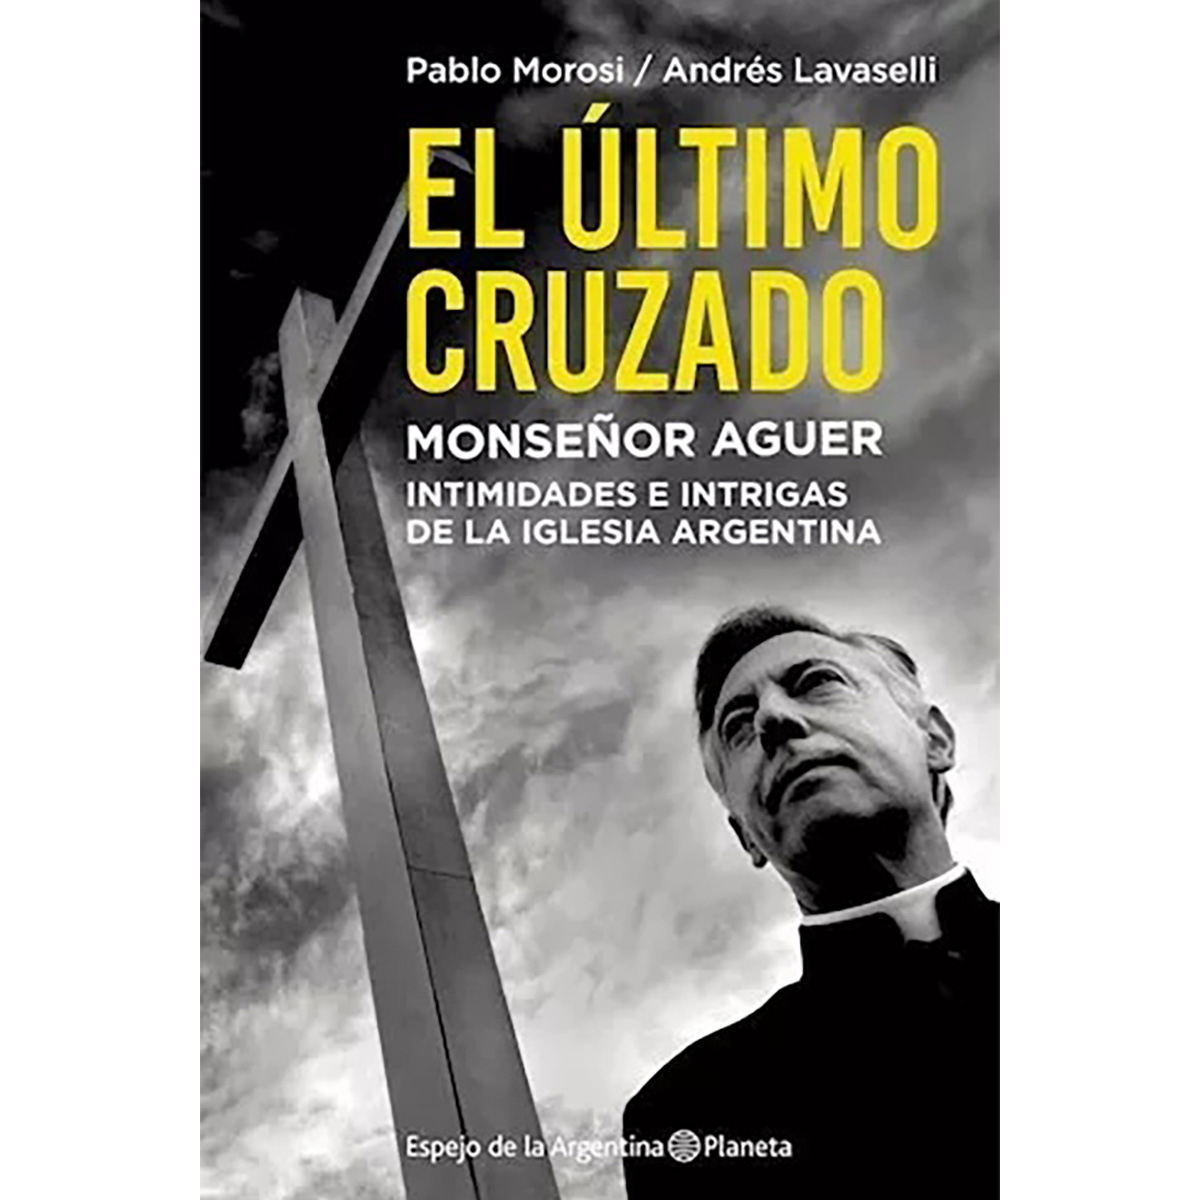 Pablo Morosi / Andrés Lavaselli
EL ÚLTIMO
CRUZADO
MONSEÑOR AGUER
INTIMIDADES E INTRIGAS
DE LA IGLESIA ARGENTINA
Espejo de la Argentina Planeta